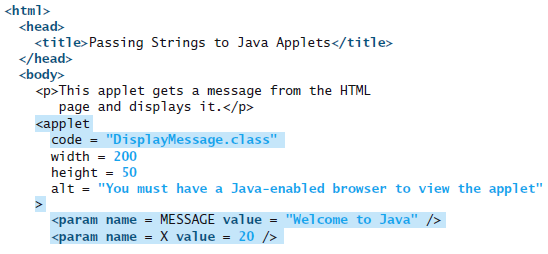 <html>
<head>
<title>Passing Strings to Java Applets</title>
</head>
<body>
<p>This applet gets a message from the HTML
page and displays it.</p>
<applet
code = "DisplayMessage.class"
width = 200
height = 50
alt = "You must have a Java-enabled browser to view the applet"
>
<param name = MESSAGE value = "Welcome to Java" />
<param name = X value = 20 />